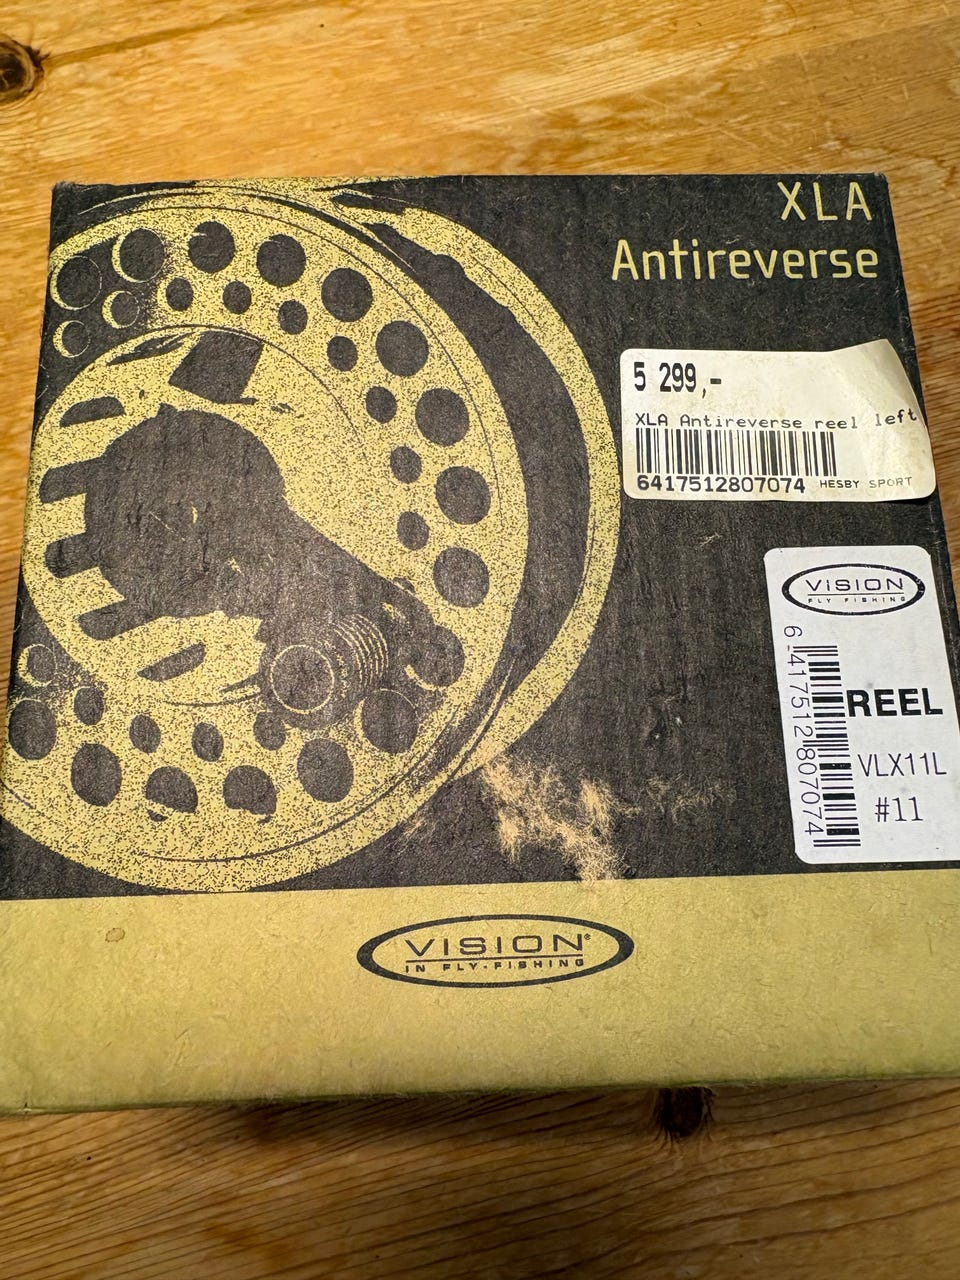 XLA
Antireverse
5 299,-
XLA Antireverse reel left
6417512807074 HESBY SPORT
VISION
FLY FISHING
6 417512 807074
REEL
VLX11L
#11
VISION®
IN FLY-FISHING